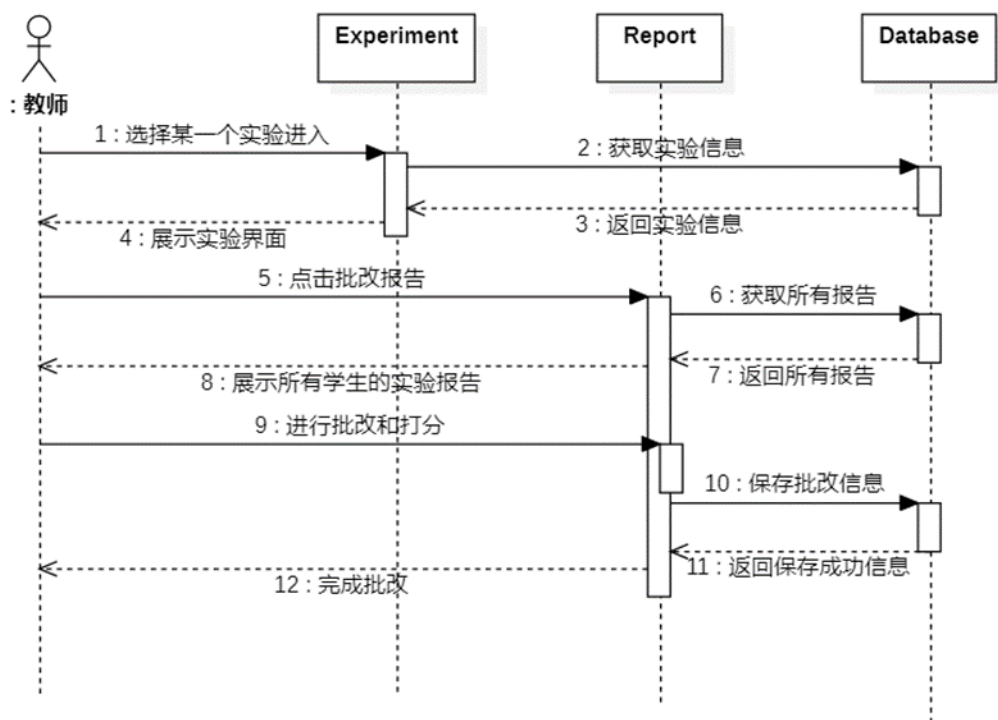 Experiment
Report
Database
: 教师
1 : 选择某一个实验进入
2 : 获取实验信息
3 : 返回实验信息
4 : 展示实验界面
5 : 点击批改报告
6 : 获取所有报告
7 : 返回所有报告
8 : 展示所有学生的实验报告
9 : 进行批改和打分
10 : 保存批改信息
11 : 返回保存成功信息
12 : 完成批改